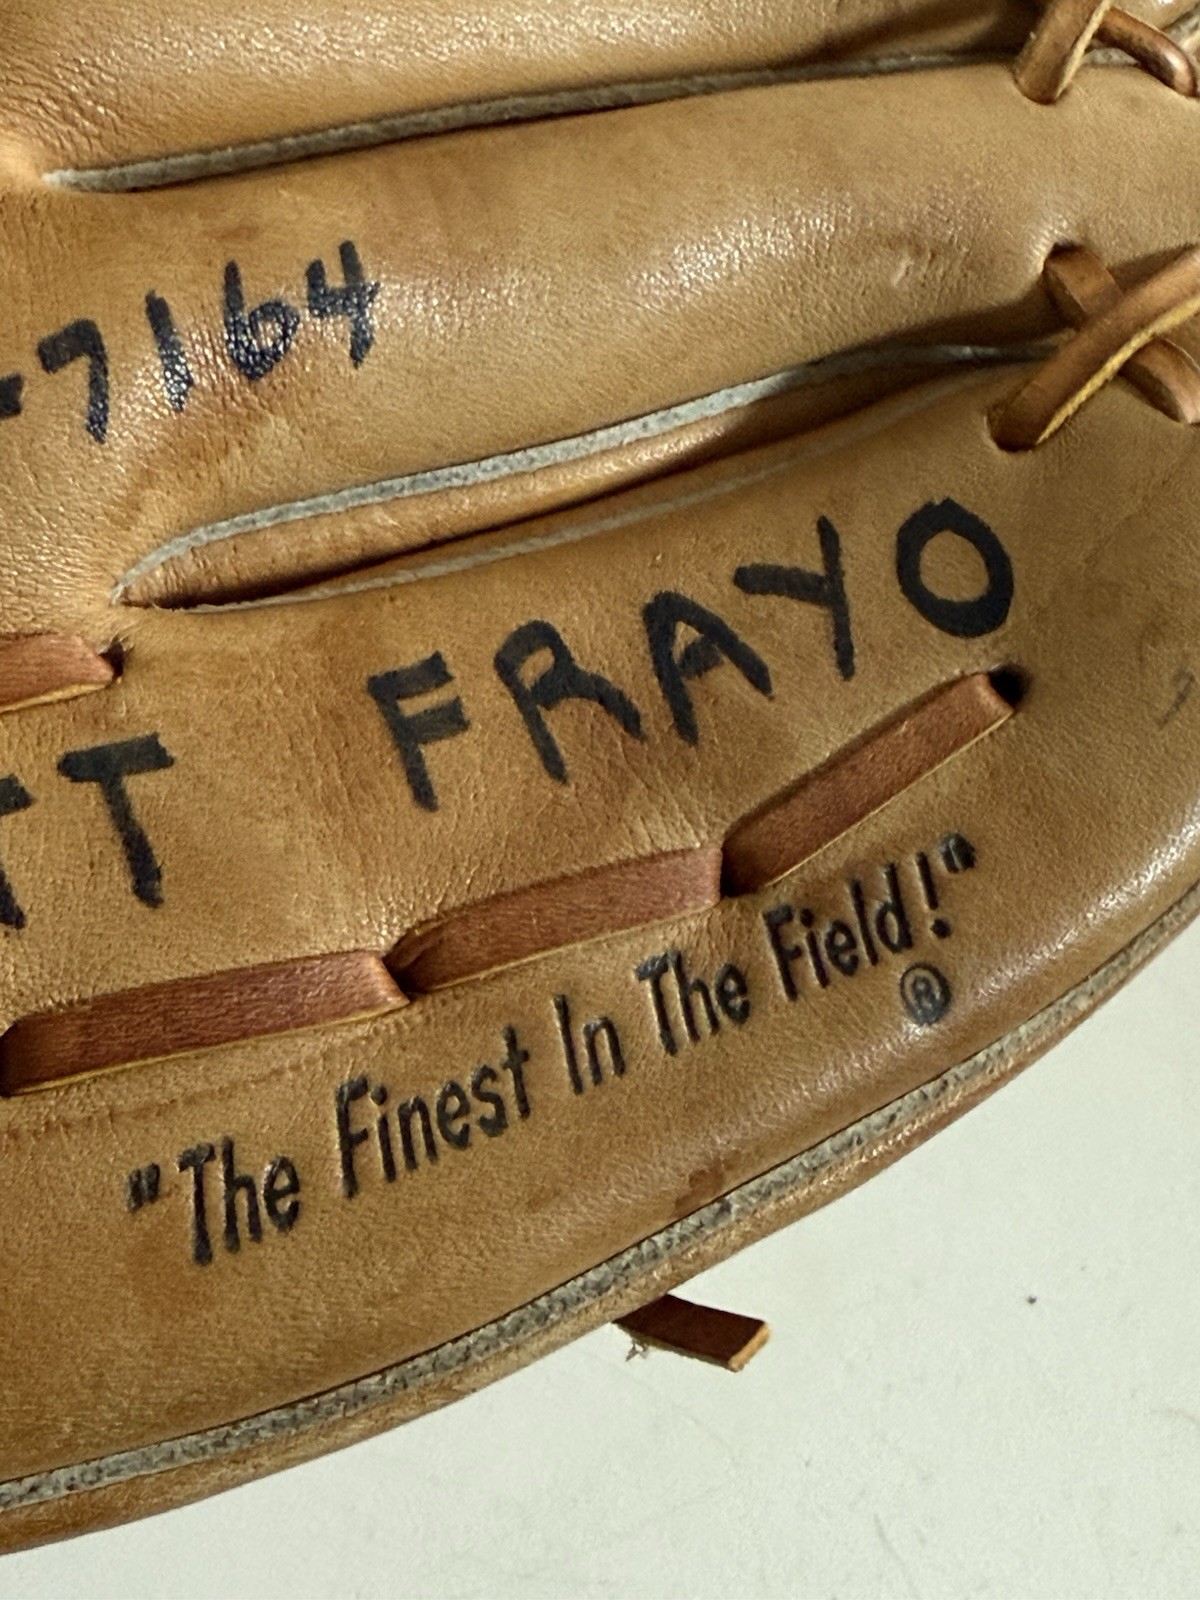 -7164
TT FRAYO
"The Finest In The Field!"
®